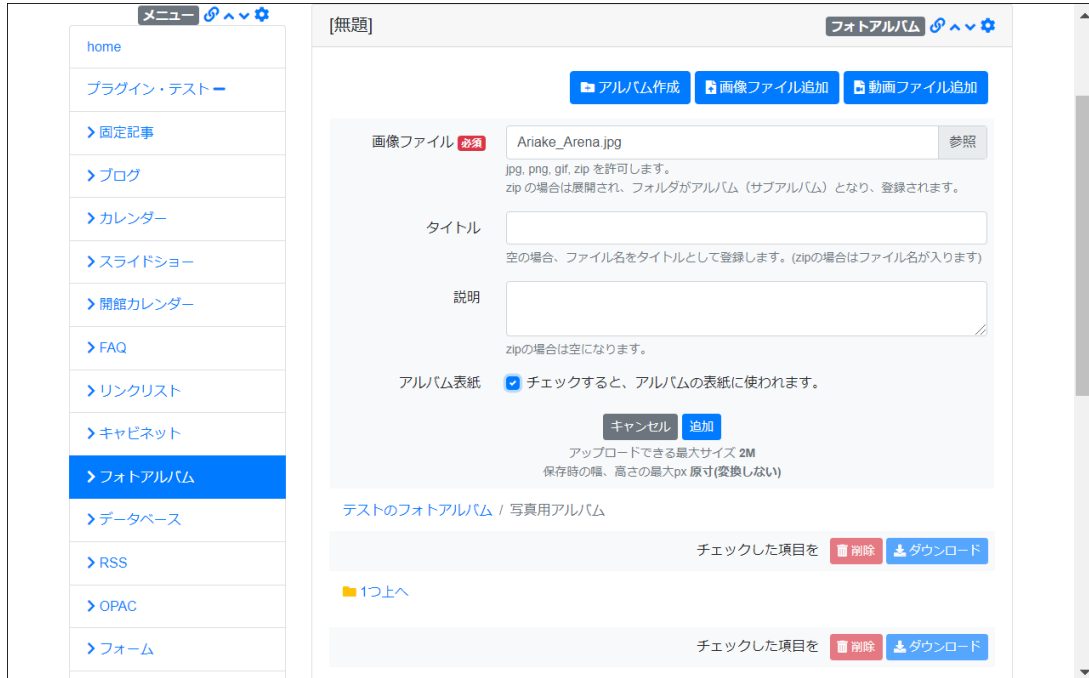 メニュー
home
プラグイン・テスト
固定記事
ブログ
カレンダー
スライドショー
開館カレンダー
FAQ
リンクリスト
キャビネット
フォトアルバム
データベース
RSS
OPAC
フォーム
[無題]
フォトアルバム
アルバム作成
画像ファイル追加
動画ファイル追加
画像ファイル 必須
Ariake_Arena.jpg
参照
jpg, png, gif, zip を許可します。
zip の場合は展開され、フォルダがアルバム（サブアルバム）となり、登録されます。
タイトル
空の場合、ファイル名をタイトルとして登録します。(zipの場合はファイル名が入ります)
説明
zipの場合は空になります。
アルバム表紙
チェックすると、アルバムの表紙に使われます。
キャンセル
追加
アップロードできる最大サイズ 2M
保存時の幅、高さの最大px 原寸(変換しない)
テストのフォトアルバム / 写真用アルバム
チェックした項目を 削除 ダウンロード
1つ上へ
チェックした項目を 削除 ダウンロード